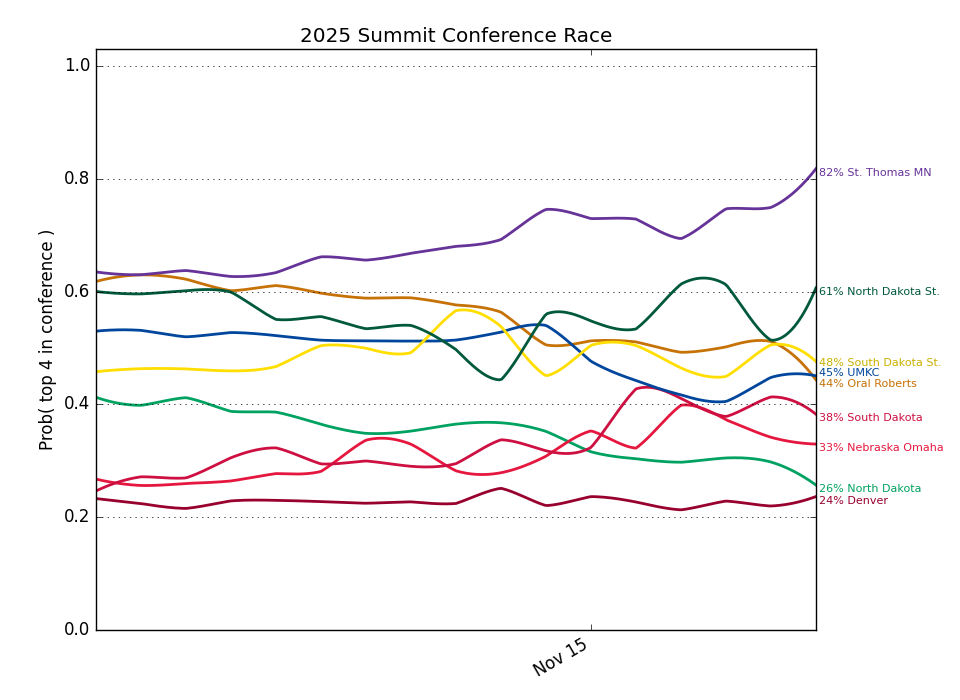 2025 Summit Conference Race
Prob( top 4 in conference )
1.0
0.8
0.6
0.4
0.2
0.0
Nov 15
82% St. Thomas MN
61% North Dakota St.
48% South Dakota St.
45% UMKC
44% Oral Roberts
38% South Dakota
33% Nebraska Omaha
26% North Dakota
24% Denver